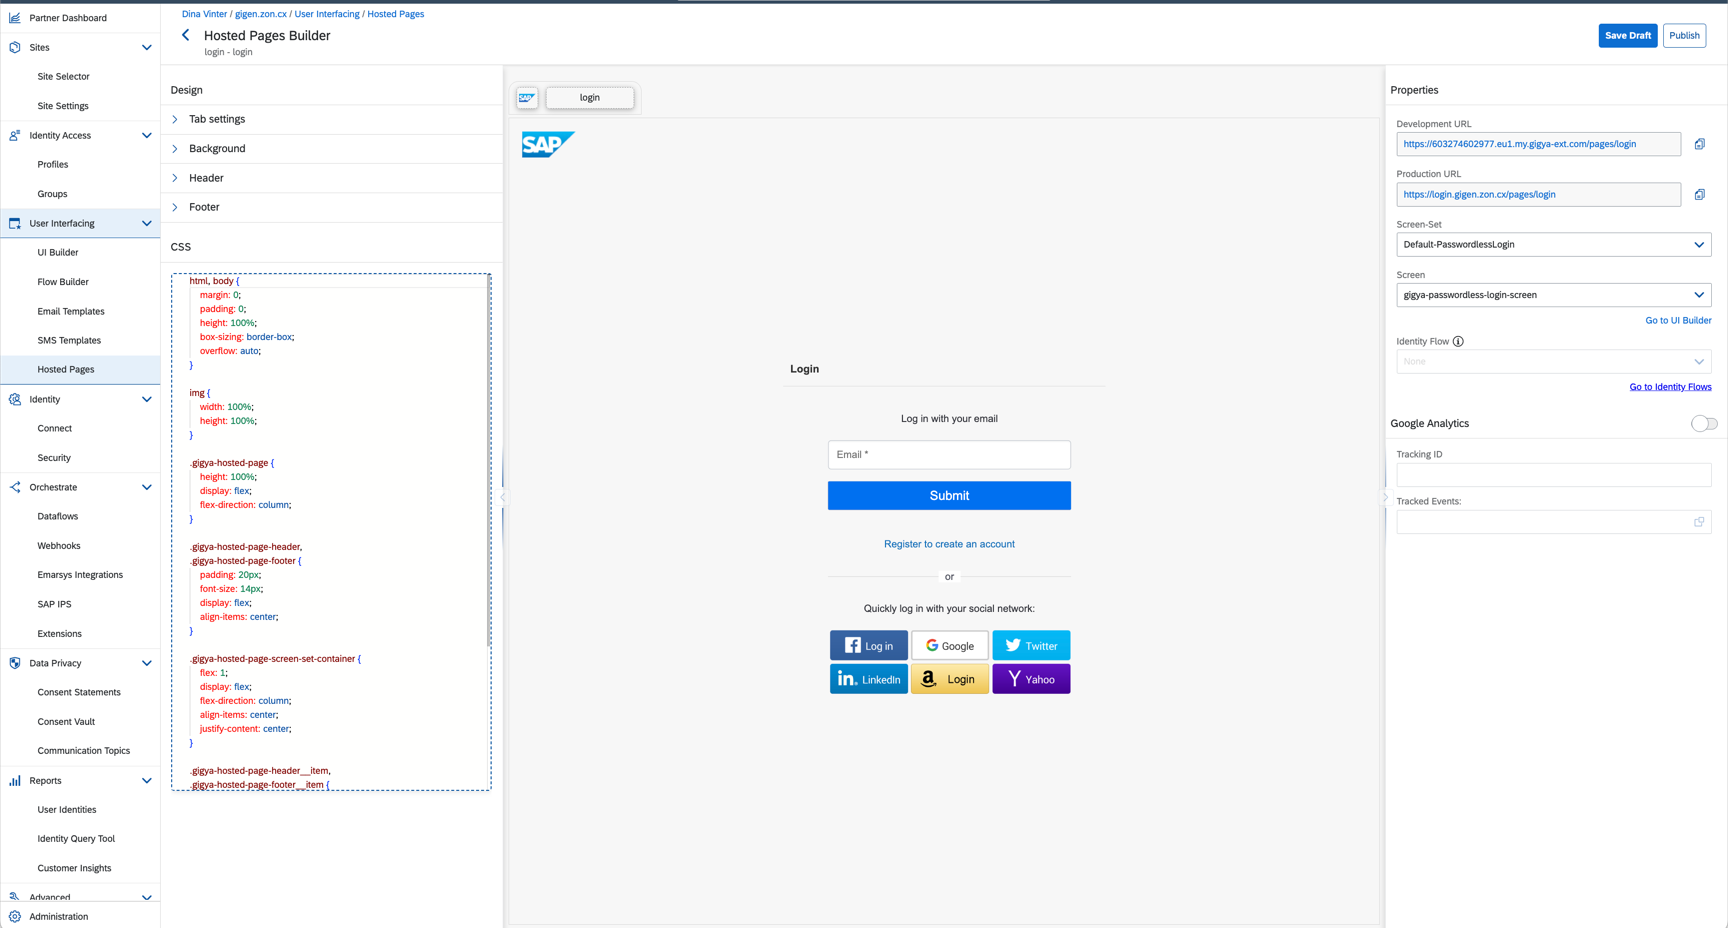 Partner Dashboard
Sites
Site Selector
Site Settings
Identity Access
Profiles
Groups
User Interfacing
UI Builder
Flow Builder
Email Templates
SMS Templates
Hosted Pages
Identity
Connect
Security
Orchestrate
Dataflows
Webhooks
Emarsys Integrations
SAP IPS
Extensions
Data Privacy
Consent Statements
Consent Vault
Communication Topics
Reports
User Identities
Identity Query Tool
Customer Insights
Advanced
Administration
Dina Vinter / gigen.zon.cx / User Interfacing / Hosted Pages
Hosted Pages Builder
login - login
Save Draft
Publish
Design
Tab settings
Background
Header
Footer
CSS
html, body {
margin: 0;
padding: 0;
height: 100%;
box-sizing: border-box;
overflow: auto;
}
img {
width: 100%;
height: 100%;
}
.gigya-hosted-page {
height: 100%;
display: flex;
flex-direction: column;
}
.gigya-hosted-page-header,
.gigya-hosted-page-footer {
padding: 20px;
font-size: 14px;
display: flex;
align-items: center;
}
.gigya-hosted-page-screen-set-container {
flex: 1;
display: flex;
flex-direction: column;
align-items: center;
justify-content: center;
}
.gigya-hosted-page-header__item,
.gigya-hosted-page-footer__item {
SAP
login
SAP
Login
Log in with your email
Email *
Submit
Register to create an account
or
Quickly log in with your social network:
Log in
Google
Twitter
in. LinkedIn
a Login
Y Yahoo
Properties
Development URL
https://603274602977.eu1.my.gigya-ext.com/pages/login
Production URL
https://login.gigen.zon.cx/pages/login
Screen-Set
Default-PasswordlessLogin
Screen
gigya-passwordless-login-screen
Go to UI Builder
Identity Flow
None
Go to Identity Flows
Google Analytics
Tracking ID
Tracked Events: